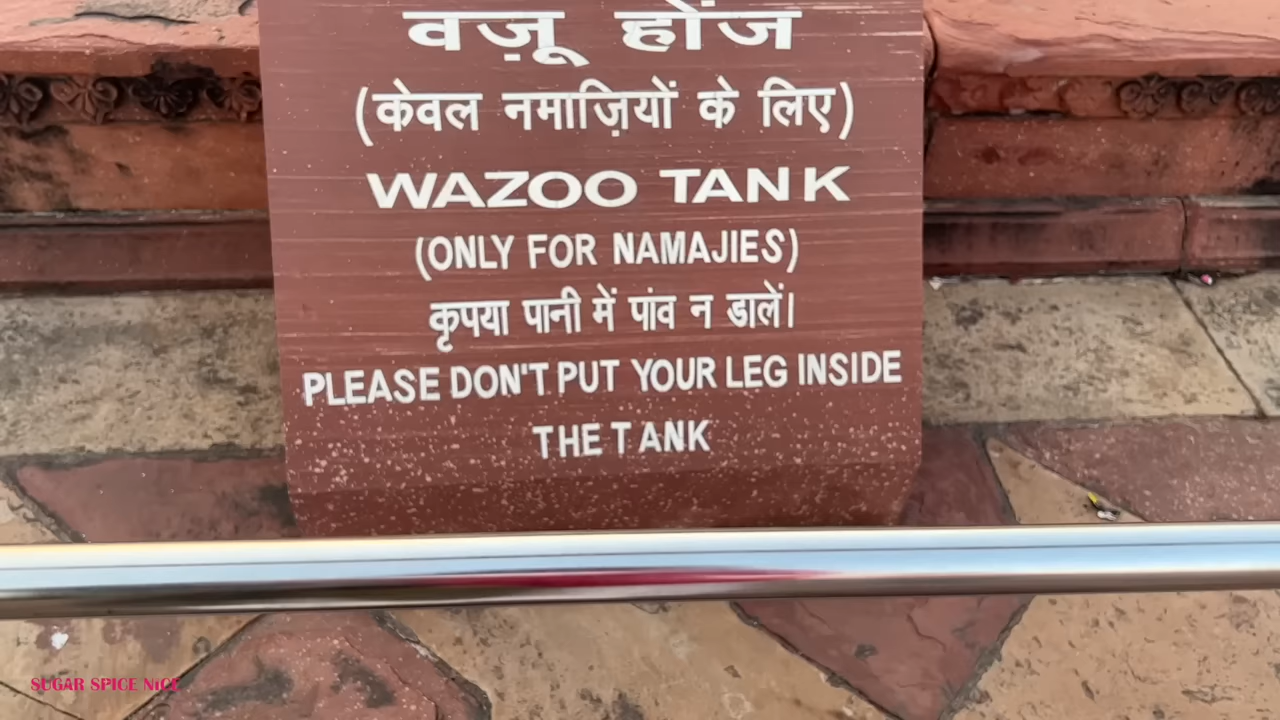 वज़ू होंज
(केवल नमाज़ियों के लिए)
WAZOO TANK
(ONLY FOR NAMAJIES)
कृपया पानी में पांव न डालें।
PLEASE DON'T PUT YOUR LEG INSIDE
THE TANK
SUGAR SPICE NICE